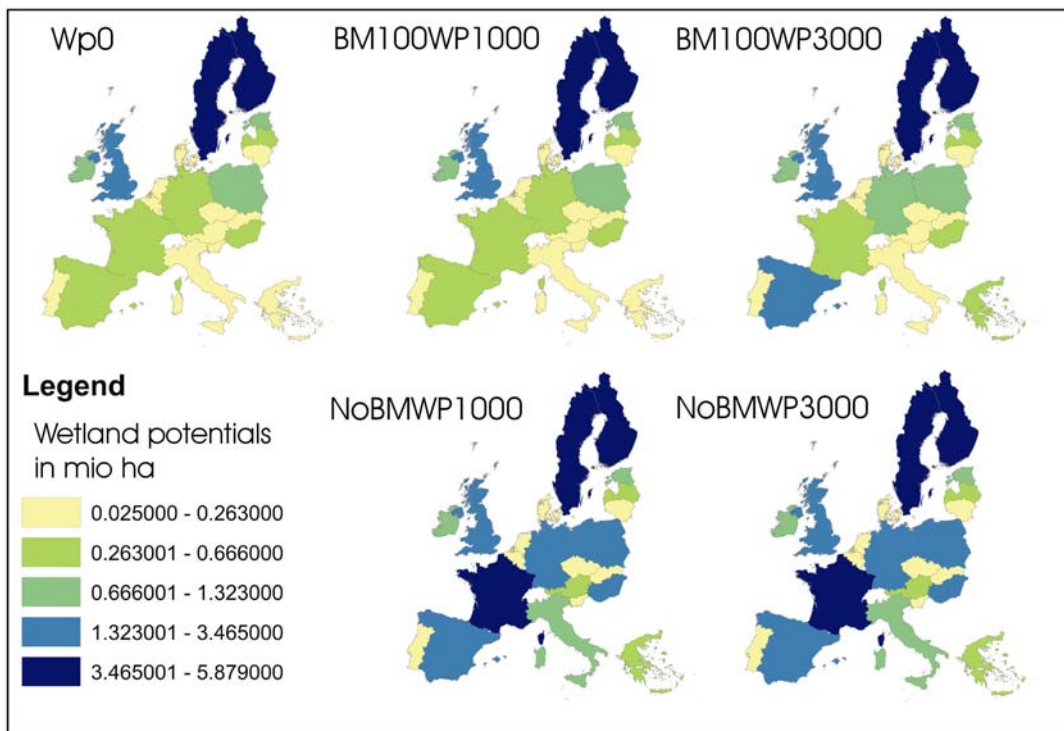 Wp0
BM100WP1000
BM100WP3000
Legend
Wetland potentials
in mio ha
0.025000 - 0.263000
0.263001 - 0.666000
0.666001 - 1.323000
1.323001 - 3.465000
3.465001 - 5.879000
NoBMWP1000
NoBMWP3000